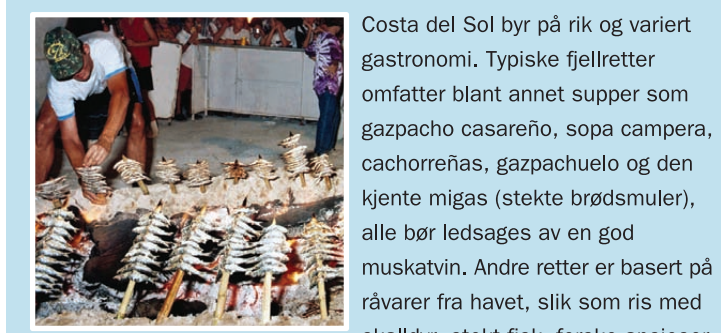 Costa del Sol byr på rik og variert
gastronomi. Typiske fjellretter
omfatter blant annet supper som
gazpacho casareño, sopa campera,
cachorreñas, gazpachuelo og den
kjente migas (stekte brødsmuler),
alle bør ledsages av en god
muskatvin. Andre retter er basert på
råvarer fra havet, slik som ris med